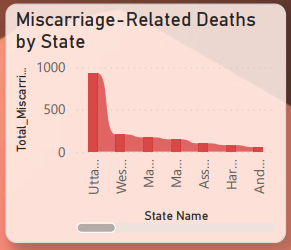 Miscarriage-Related Deaths
by State
Total_Miscarri...
1000
500
0
Utta...
Wes...
Ma...
Ma...
Ass...
Har...
And...
State Name